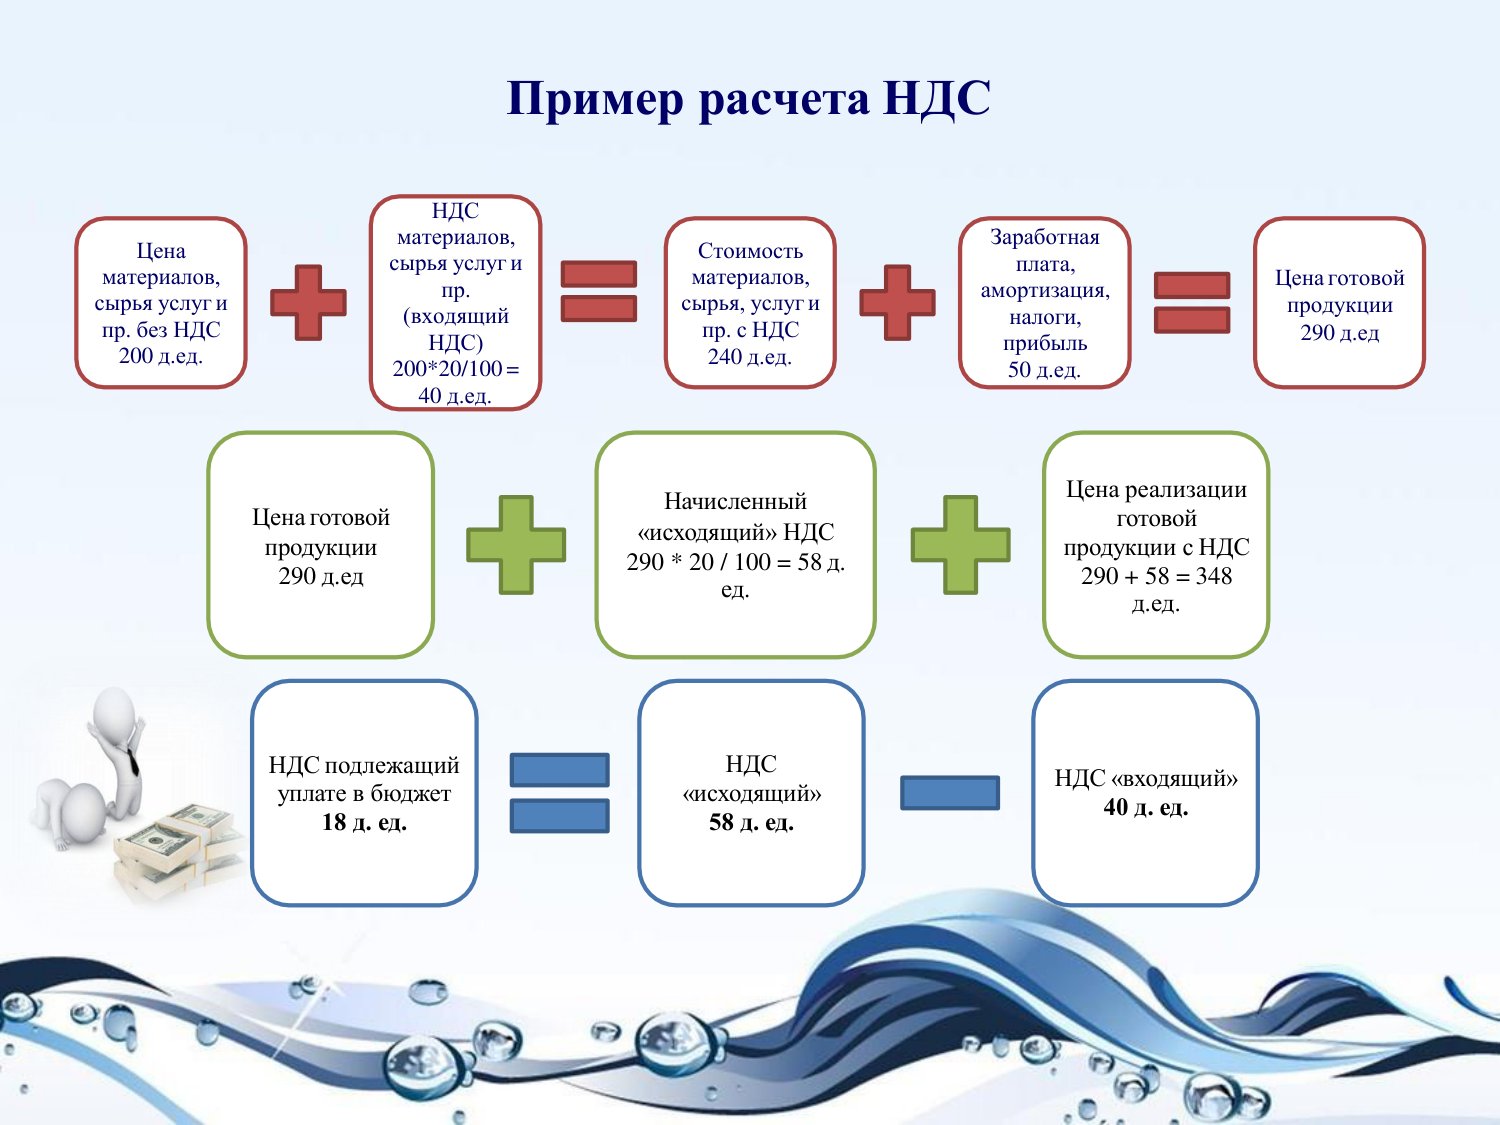 Пример расчета НДС
Цена
материалов,
сырья услуг и
пр. без НДС
200 д.ед.
НДС
материалов,
сырья услуг и
пр.
(входящий
НДС)
200*20/100 =
40 д.ед.
Стоимость
материалов,
сырья, услуг и
пр. с НДС
240 д.ед.
Заработная
плата,
амортизация,
налоги,
прибыль
50 д.ед.
Цена готовой
продукции
290 д.ед
Цена готовой
продукции
290 д.ед
Начисленный
«исходящий» НДС
290 * 20 / 100 = 58 д.
ед.
Цена реализации
готовой
продукции с НДС
290 + 58 = 348
д.ед.
НДС подлежащий
уплате в бюджет
18 д. ед.
НДС
«исходящий»
58 д. ед.
НДС «входящий»
40 д. ед.